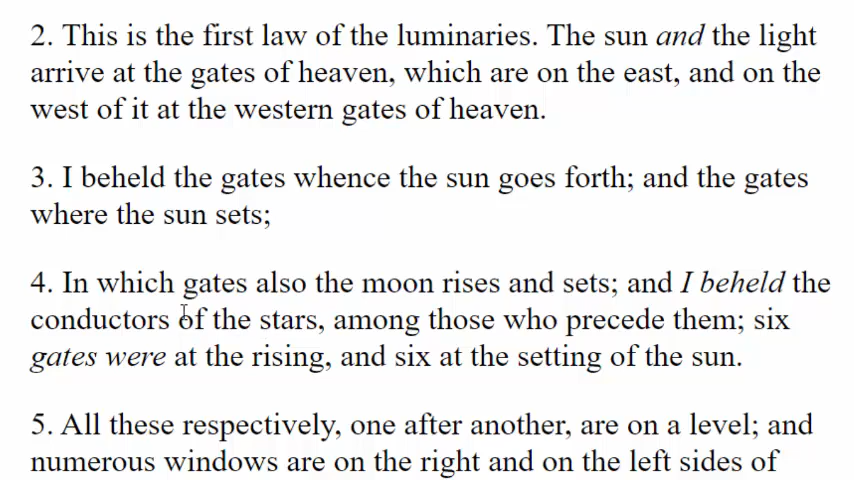 2. This is the first law of the luminaries. The sun and the light
arrive at the gates of heaven, which are on the east, and on the
west of it at the western gates of heaven.
3. I beheld the gates whence the sun goes forth; and the gates
where the sun sets;
4. In which gates also the moon rises and sets; and I beheld the
conductors of the stars, among those who precede them; six
gates were at the rising, and six at the setting of the sun.
5. All these respectively, one after another, are on a level; and
numerous windows are on the right and on the left sides of